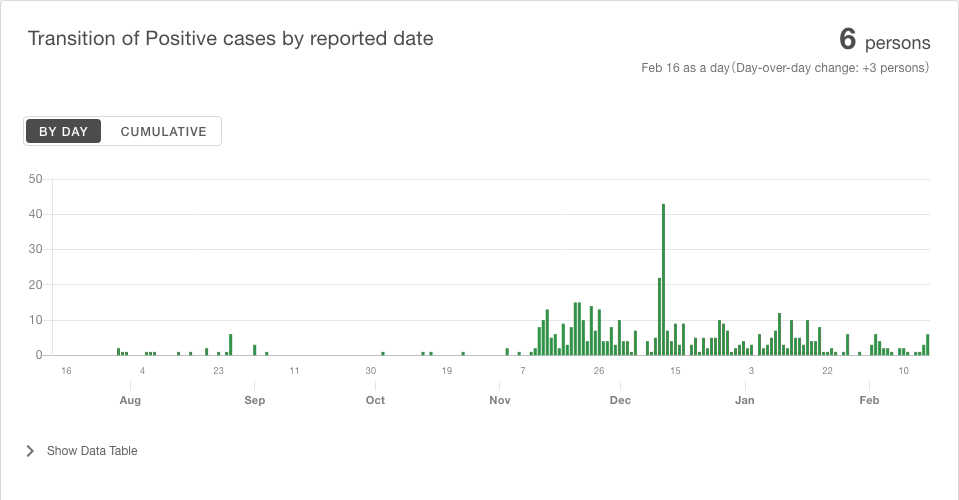 Transition of Positive cases by reported date
6 persons
Feb 16 as a day(Day-over-day change: +3 persons)
BY DAY CUMULATIVE
50
40
30
20
10
0
16 4 23 11 30 19 7 26 15 3 22 10
Aug Sep Oct Nov Dec Jan Feb
Show Data Table